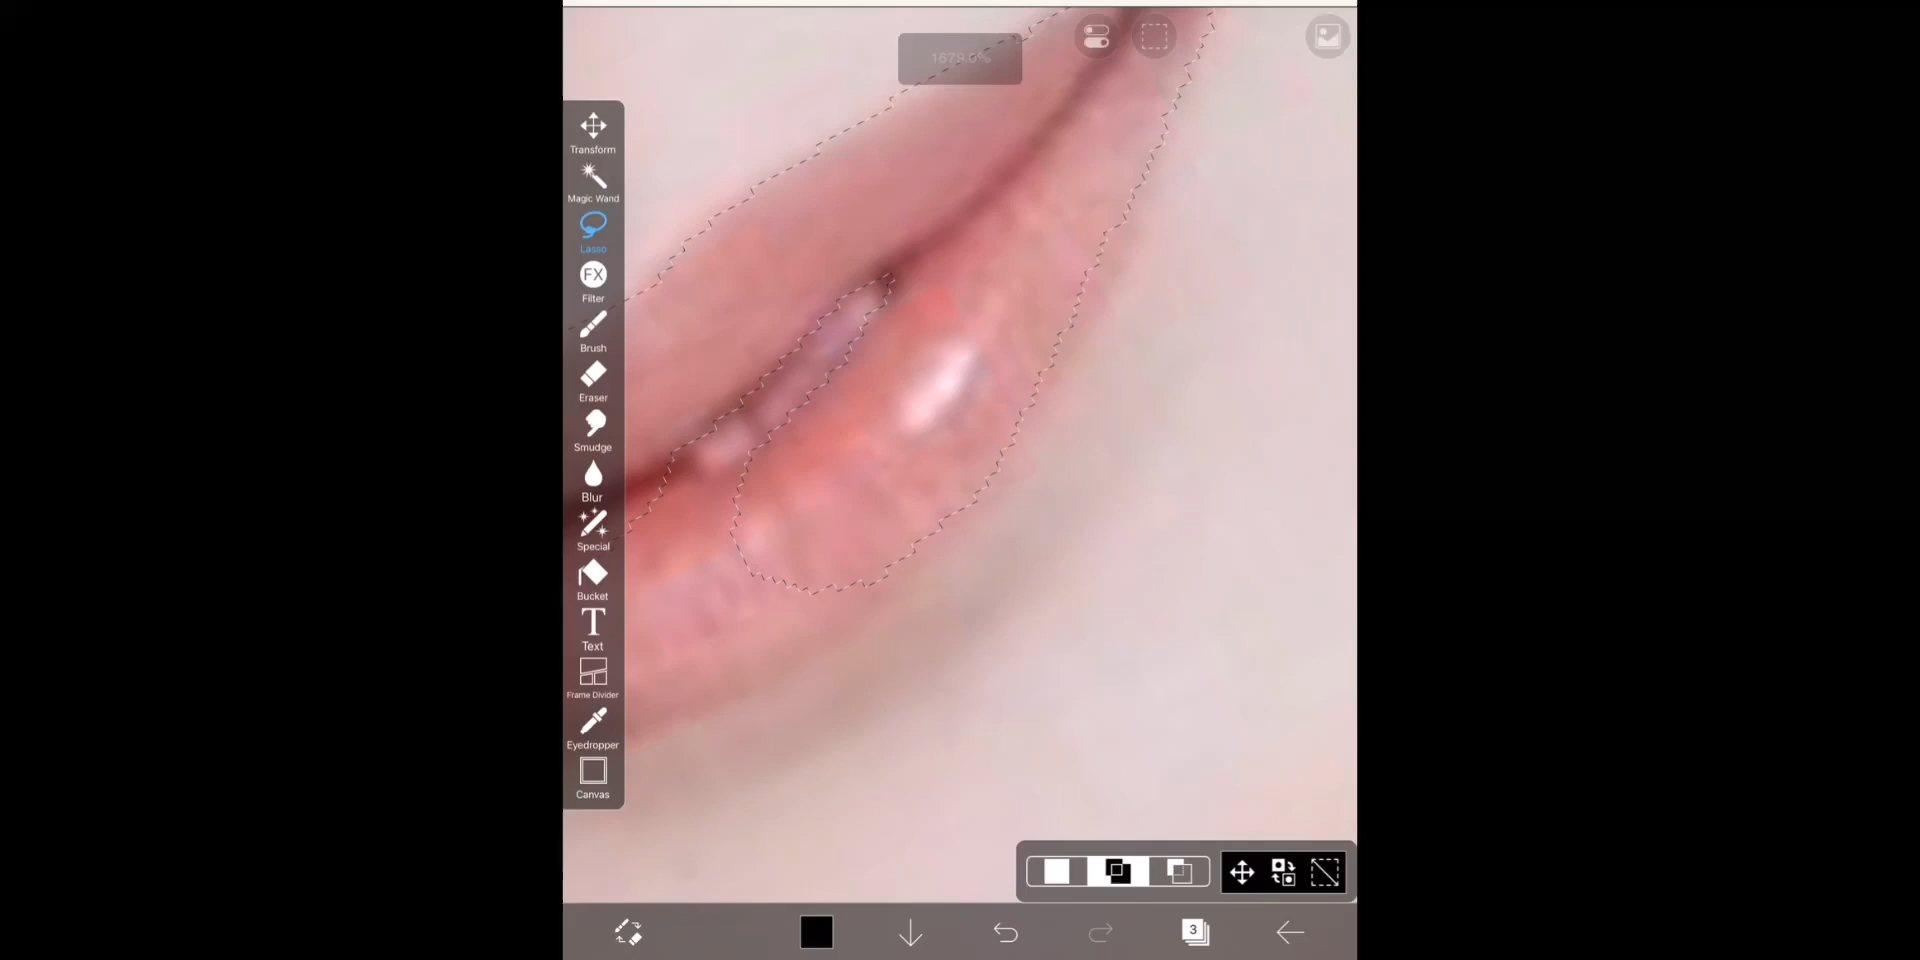 Transform
Magic Wand
Lasso
FX
Filter
Brush
Eraser
Smudge
Blur
Special
Bucket
T
Text
Frame Divider
Eyedropper
Canvas
3